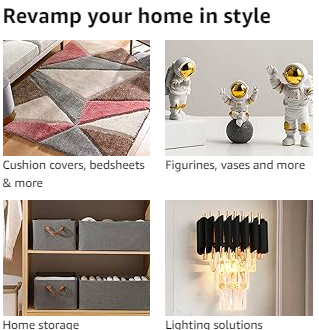 Revamp your home in style
Cushion covers, bedsheets
& more
Figurines, vases and more
Home storage
Lighting solutions